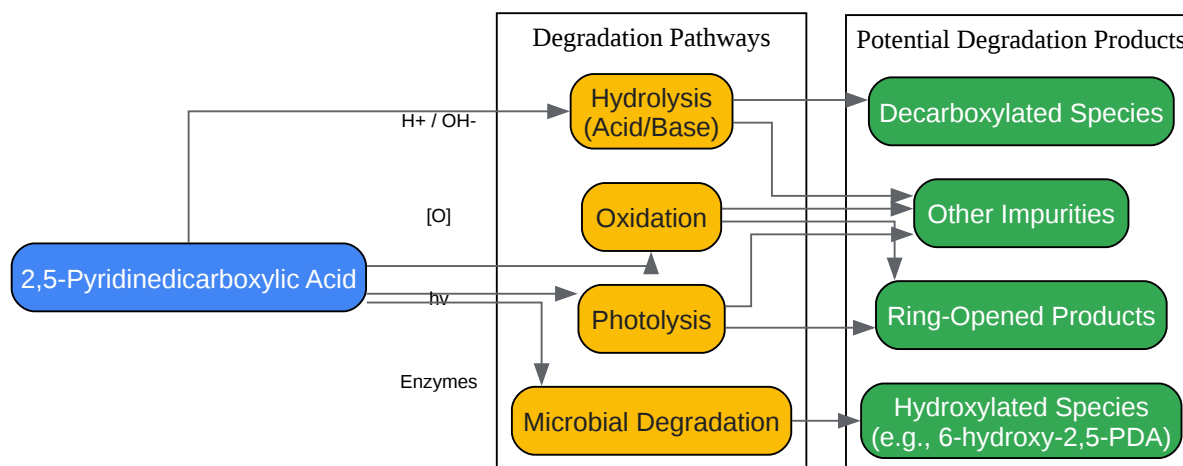 Degradation Pathways
Potential Degradation Products
Hydrolysis
(Acid/Base)
Decarboxylated Species
H+ / OH-
Oxidation
Other Impurities
[O]
2,5-Pyridinedicarboxylic Acid
hv
Photolysis
Ring-Opened Products
Enzymes
Microbial Degradation
Hydroxylated Species
(e.g., 6-hydroxy-2,5-PDA)